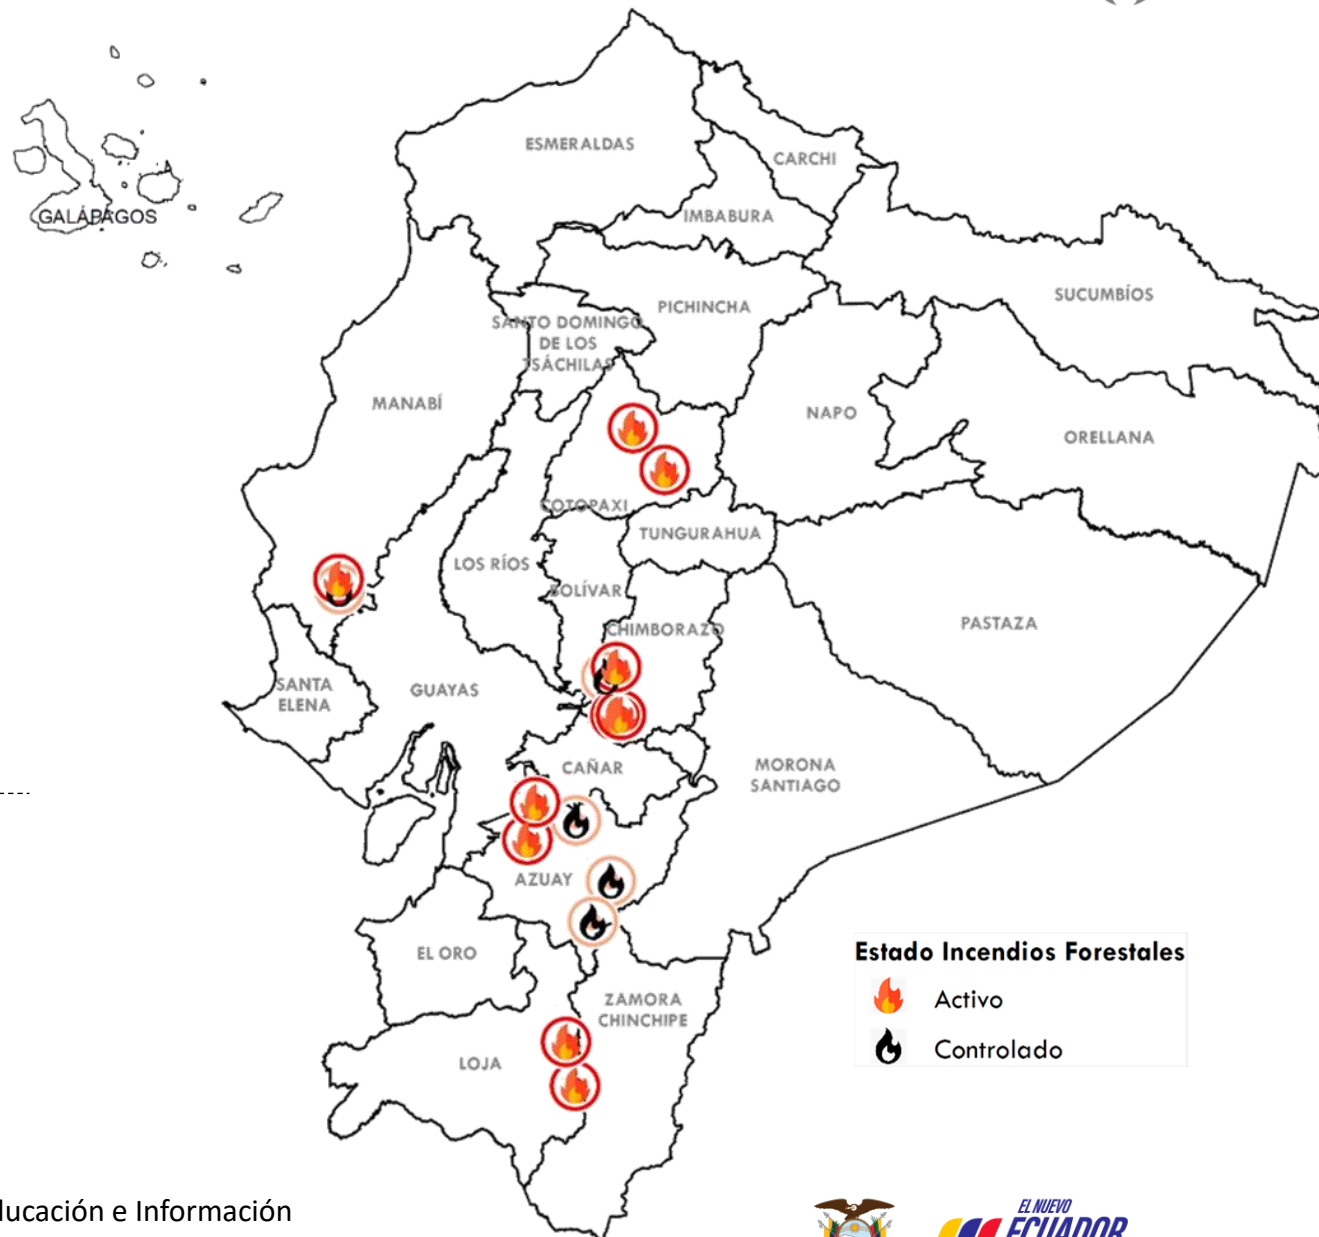 ESMERALDAS
CARCHI
IMBABURA
GALÁPAGOS
SUCUMBÍOS
PICHINCHA
SANTO DOMINGO
DE LOS
TSÁCHILAS
MANABÍ
NAPO
ORELLANA
COTOPAXI
TUNGURAHUA
LOS RÍOS
BOLÍVAR
PASTAZA
CHIMBORAZO
SANTA
ELENA
GUAYAS
CAÑAR
MORONA
SANTIAGO
AZUAY
EL ORO
ZAMORA
CHINCHIPE
LOJA
Estado Incendios Forestales
Activo
Controlado
ducación e Información
EL NUEVO
ECUADOR